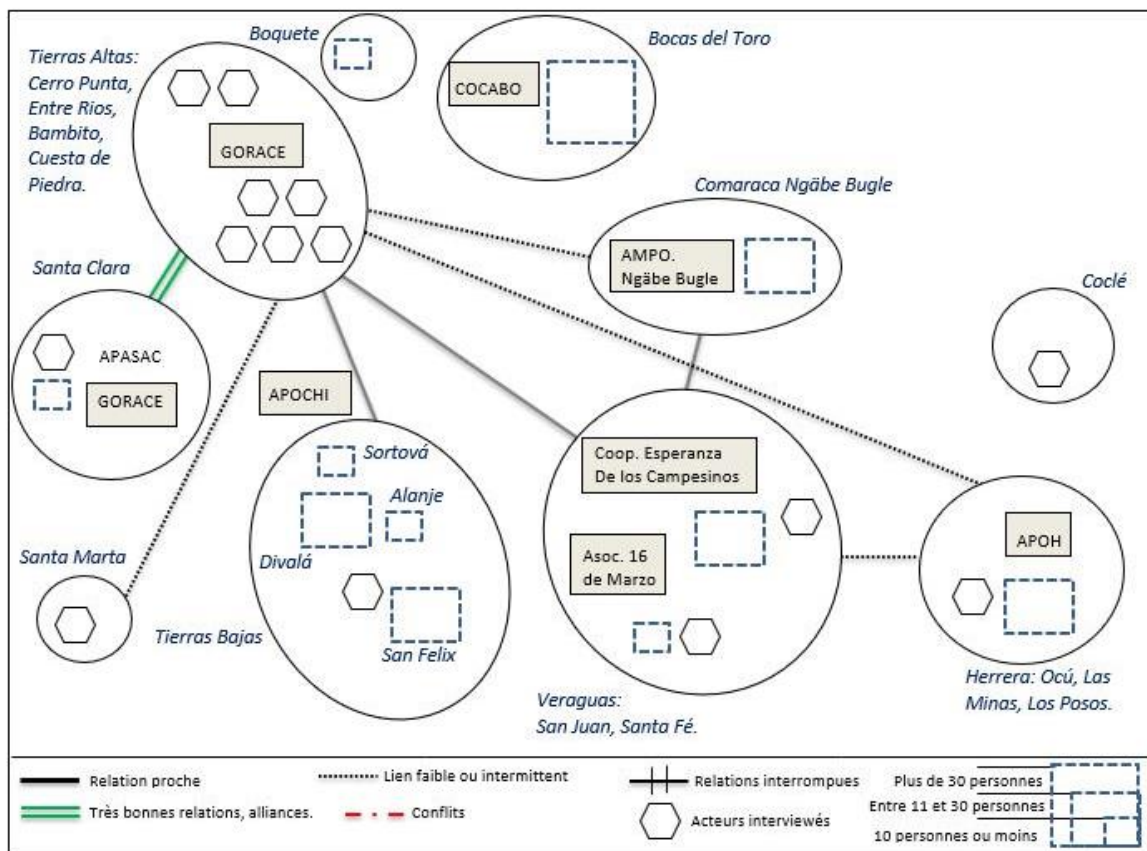 Boquete
Bocas del Toro
Tierras Altas:
Cerro Punta,
Entre Rios,
Bambito,
Cuesta de
Piedra.
COCABO
GORACE
Comaraca Ngäbe Bugle
AMPO.
Ngäbe Bugle
Santa Clara
Coclé
APASAC
GORACE
APOCHI
Sortová
Alanje
Divalá
San Felix
Tierras Bajas
Coop. Esperanza
De los Campesinos
Asoc. 16
de Marzo
APOH
Santa Marta
Veraguas:
San Juan, Santa Fé.
Herrera: Ocú, Las
Minas, Los Posos.
Relation proche
Lien faible ou intermittent
Relations interrompues
Plus de 30 personnes
Très bonnes relations, alliances.
Conflits
Acteurs interviewés
Entre 11 et 30 personnes
10 personnes ou moins